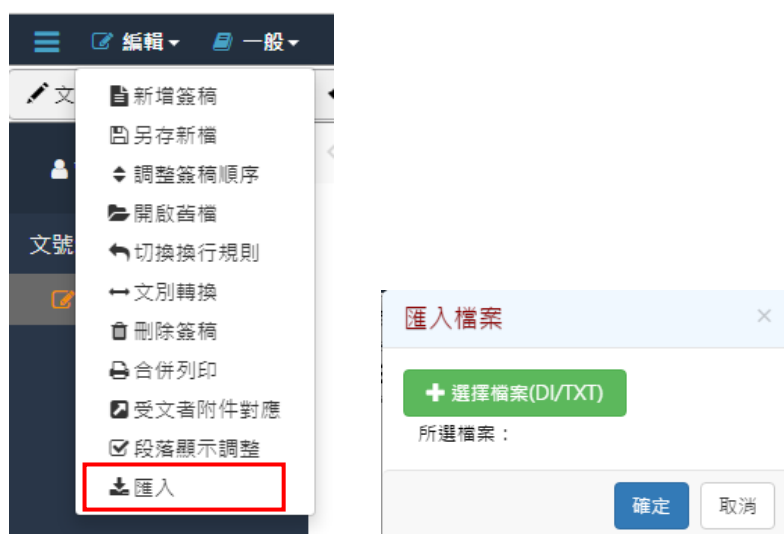 編輯 一般
文
新增簽稿
另存新檔
調整簽稿順序
開啟舊檔
文號
切換換行規則
文別轉換
刪除簽稿
合併列印
受文者附件對應
段落顯示調整
匯入
匯入檔案
選擇檔案(DI/TXT)
所選檔案：
確定 取消